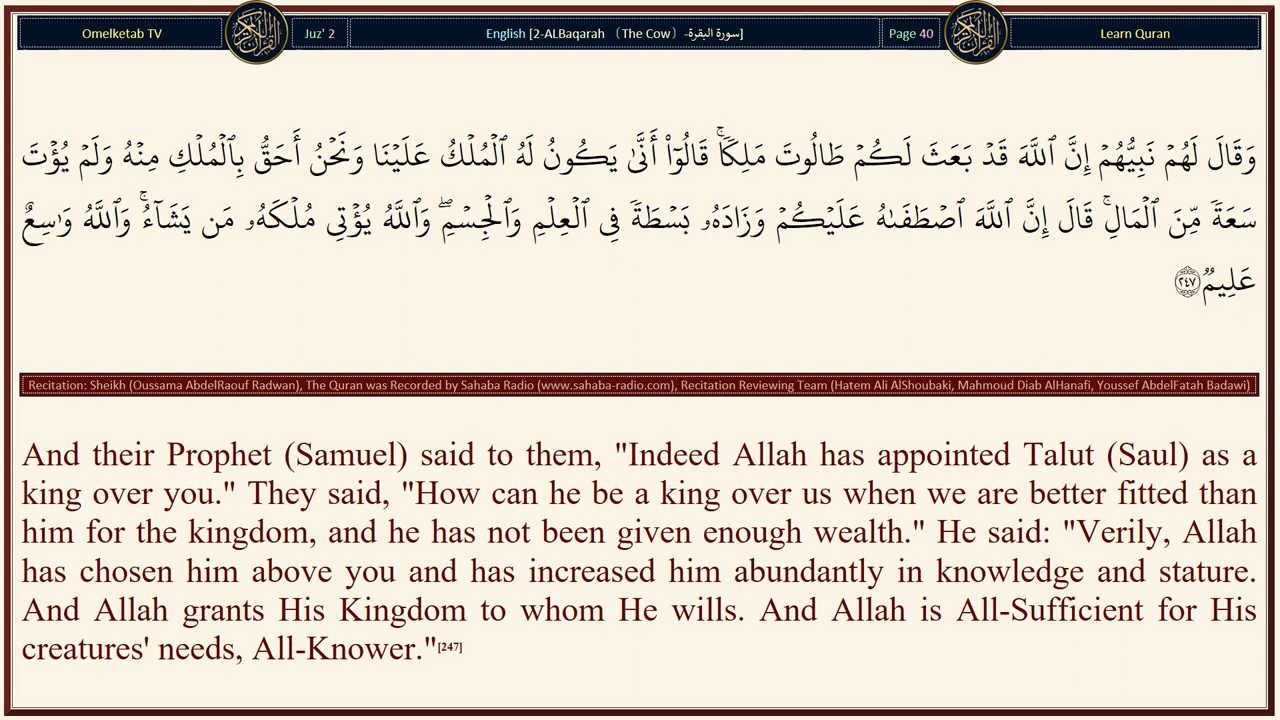 Omelketab TV
Juz' 2
English [2-ALBaqarah (The Cow) -سورة البقرة]
Page 40
Learn Quran
وَقَالَ لَهُمْ نَبِيُّهُمْ إِنَّ ٱللَّهَ قَدْ بَعَثَ لَكُمْ طَالُوتَ مَلِكًاۚ قَالُوٓا۟ أَنَّىٰ يَكُونُ لَهُ ٱلْمُلْكُ عَلَيْنَا وَنَحْنُ أَحَقُّ بِٱلْمُلْكِ مِنْهُ وَلَمْ يُؤْتَ
سَعَةً مِّنَ ٱلْمَالِۚ قَالَ إِنَّ ٱللَّهَ ٱصْطَفَىٰهُ عَلَيْكُمْ وَزَادَهُۥ بَسْطَةً فِى ٱلْعِلْمِ وَٱلْجِسْمِۖ وَٱللَّهُ يُؤْتِى مُلْكَهُۥ مَن يَشَآءُۚ وَٱللَّهُ وَٰسِعٌ
عَلِيمٌ ٢٤٧
Recitation: Sheikh (Oussama AbdelRaouf Radwan), The Quran was Recorded by Sahaba Radio (www.sahaba-radio.com), Recitation Reviewing Team (Hatem Ali AlShoubaki, Mahmoud Diab AlHanafi, Youssef AbdelFatah Badawi)
And their Prophet (Samuel) said to them, "Indeed Allah has appointed Talut (Saul) as a
king over you." They said, "How can he be a king over us when we are better fitted than
him for the kingdom, and he has not been given enough wealth." He said: "Verily, Allah
has chosen him above you and has increased him abundantly in knowledge and stature.
And Allah grants His Kingdom to whom He wills. And Allah is All-Sufficient for His
creatures' needs, All-Knower."[247]